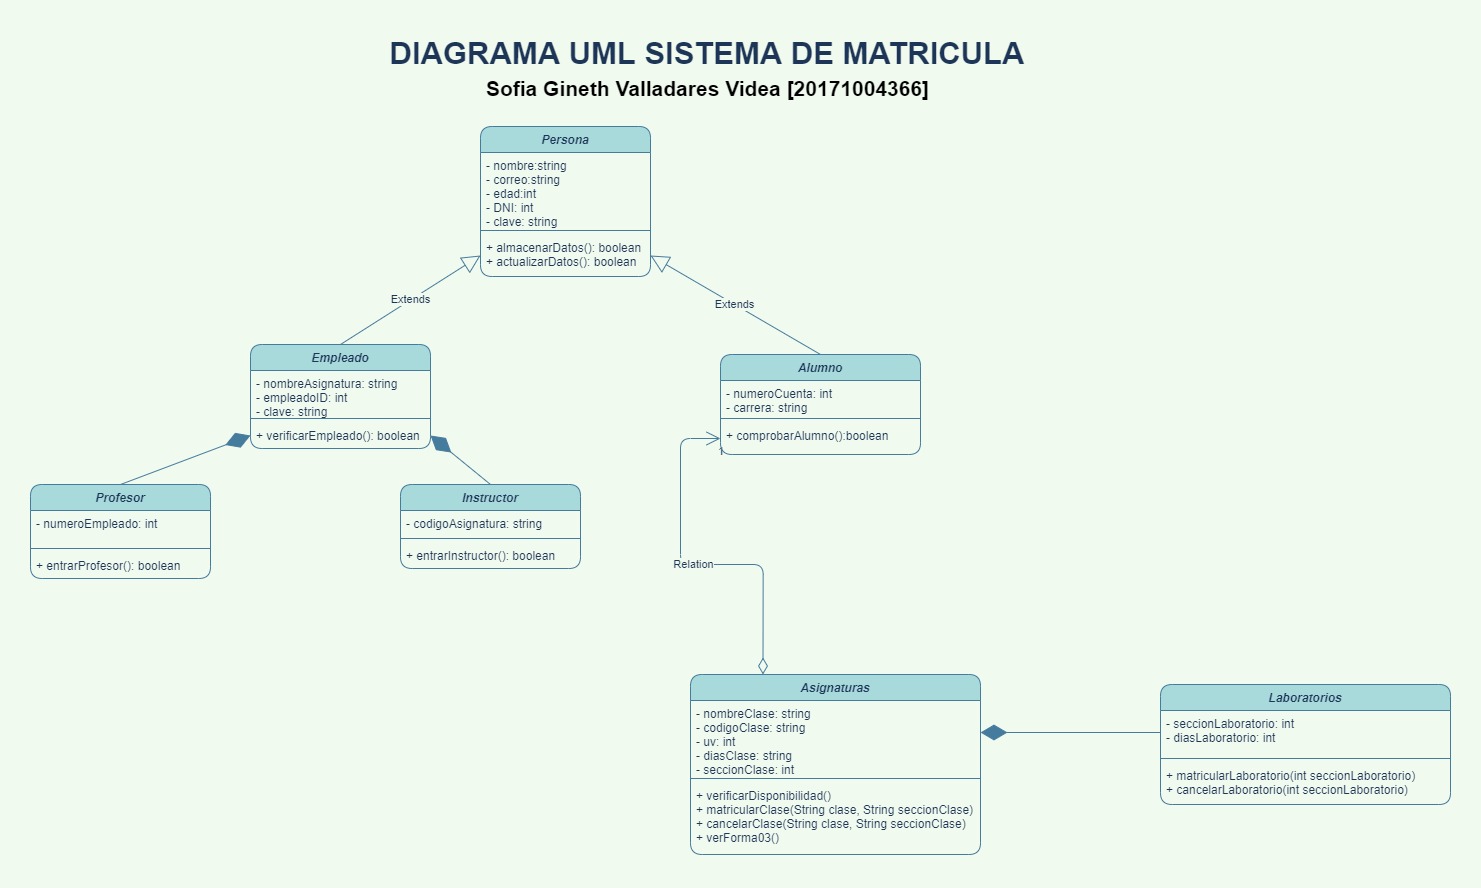 DIAGRAMA UML SISTEMA DE MATRICULA
Sofia Gineth Valladares Videa [20171004366]
Persona
- nombre:string
- correo:string
- edad:int
- DNI: int
- clave: string
+ almacenarDatos(): boolean
+ actualizarDatos(): boolean
Extends
Extends
Empleado
- nombreAsignatura: string
- empleadoID: int
- clave: string
+ verificarEmpleado(): boolean
Alumno
- numeroCuenta: int
- carrera: string
+ comprobarAlumno():boolean
1
Profesor
- numeroEmpleado: int
+ entrarProfesor(): boolean
Instructor
- codigoAsignatura: string
+ entrarInstructor(): boolean
Relation
Asignaturas
- nombreClase: string
- codigoClase: string
- uv: int
- diasClase: string
- seccionClase: int
+ verificarDisponibilidad()
+ matricularClase(String clase, String seccionClase)
+ cancelarClase(String clase, String seccionClase)
+ verForma03()
Laboratorios
- seccionLaboratorio: int
- diasLaboratorio: int
+ matricularLaboratorio(int seccionLaboratorio)
+ cancelarLaboratorio(int seccionLaboratorio)